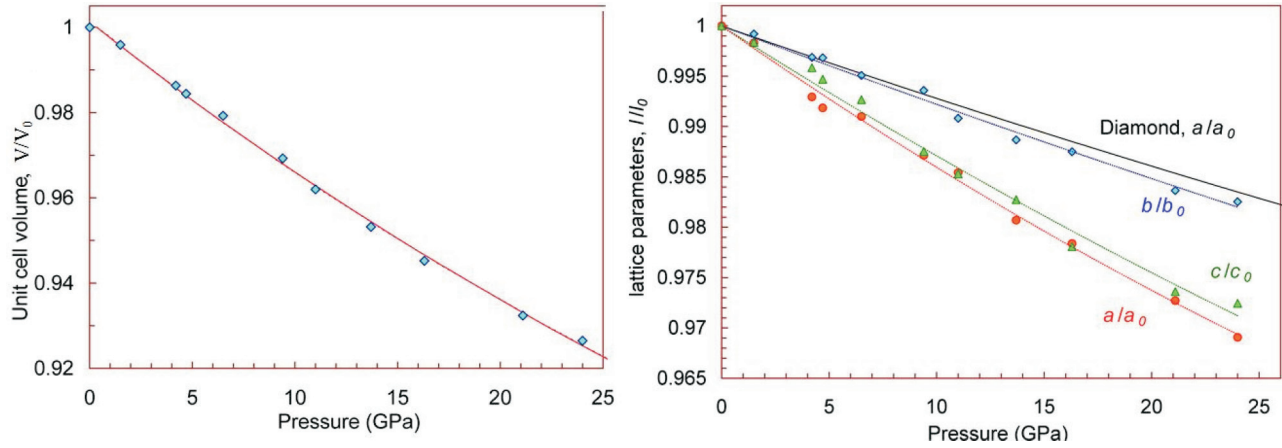 1
0.98
0.96
0.94
0.92
Unit cell volume, V/V0
0 5 10 15 20 25
Pressure (GPa)
1
0.995
0.99
0.985
0.98
0.975
0.97
0.965
lattice parameters, l/l0
Diamond, a/a0
b/b0
c/c0
a/a0
0 5 10 15 20 25
Pressure (GPa)